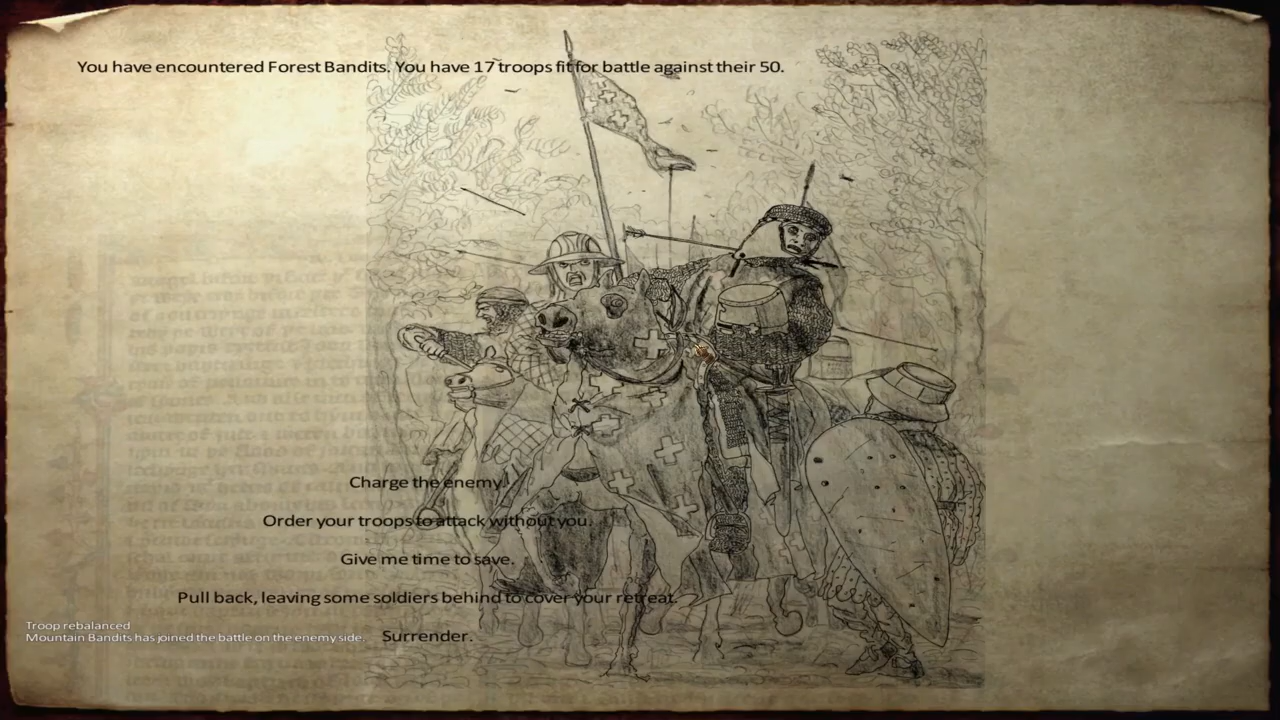 You have encountered Forest Bandits. You have 17 troops fit for battle against their 50.
Charge the enemy.
Order your troops to attack without you.
Give me time to save.
Pull back, leaving some soldiers behind to cover your retreat.
Troop rebalanced
Mountain Bandits has joined the battle on the enemy side.
Surrender.